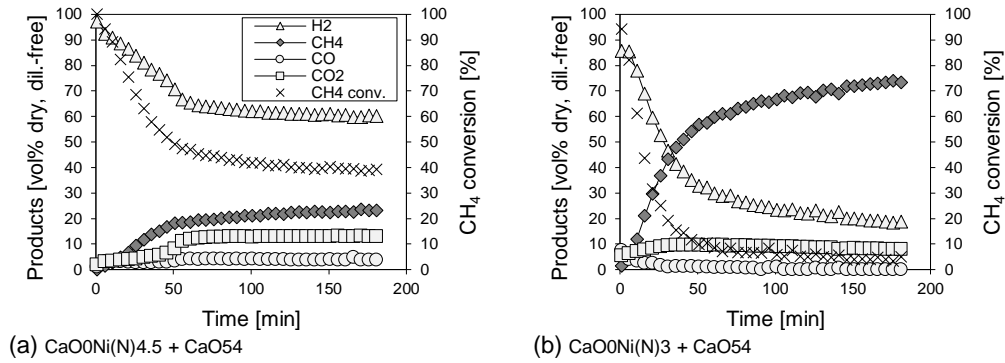 100
90
80
70
60
50
40
30
20
10
0
Products [vol% dry, dil.-free]
H2
CH4
CO
CO2
CH4 conv.
100
90
80
70
60
50
40
30
20
10
0
CH₄ conversion [%]
0 50 100 150 200
Time [min]
(a) CaO0Ni(N)4.5 + CaO54
100
90
80
70
60
50
40
30
20
10
0
Products [vol% dry, dil.-free]
100
90
80
70
60
50
40
30
20
10
0
CH₄ conversion [%]
0 50 100 150 200
Time [min]
(b) CaO0Ni(N)3 + CaO54